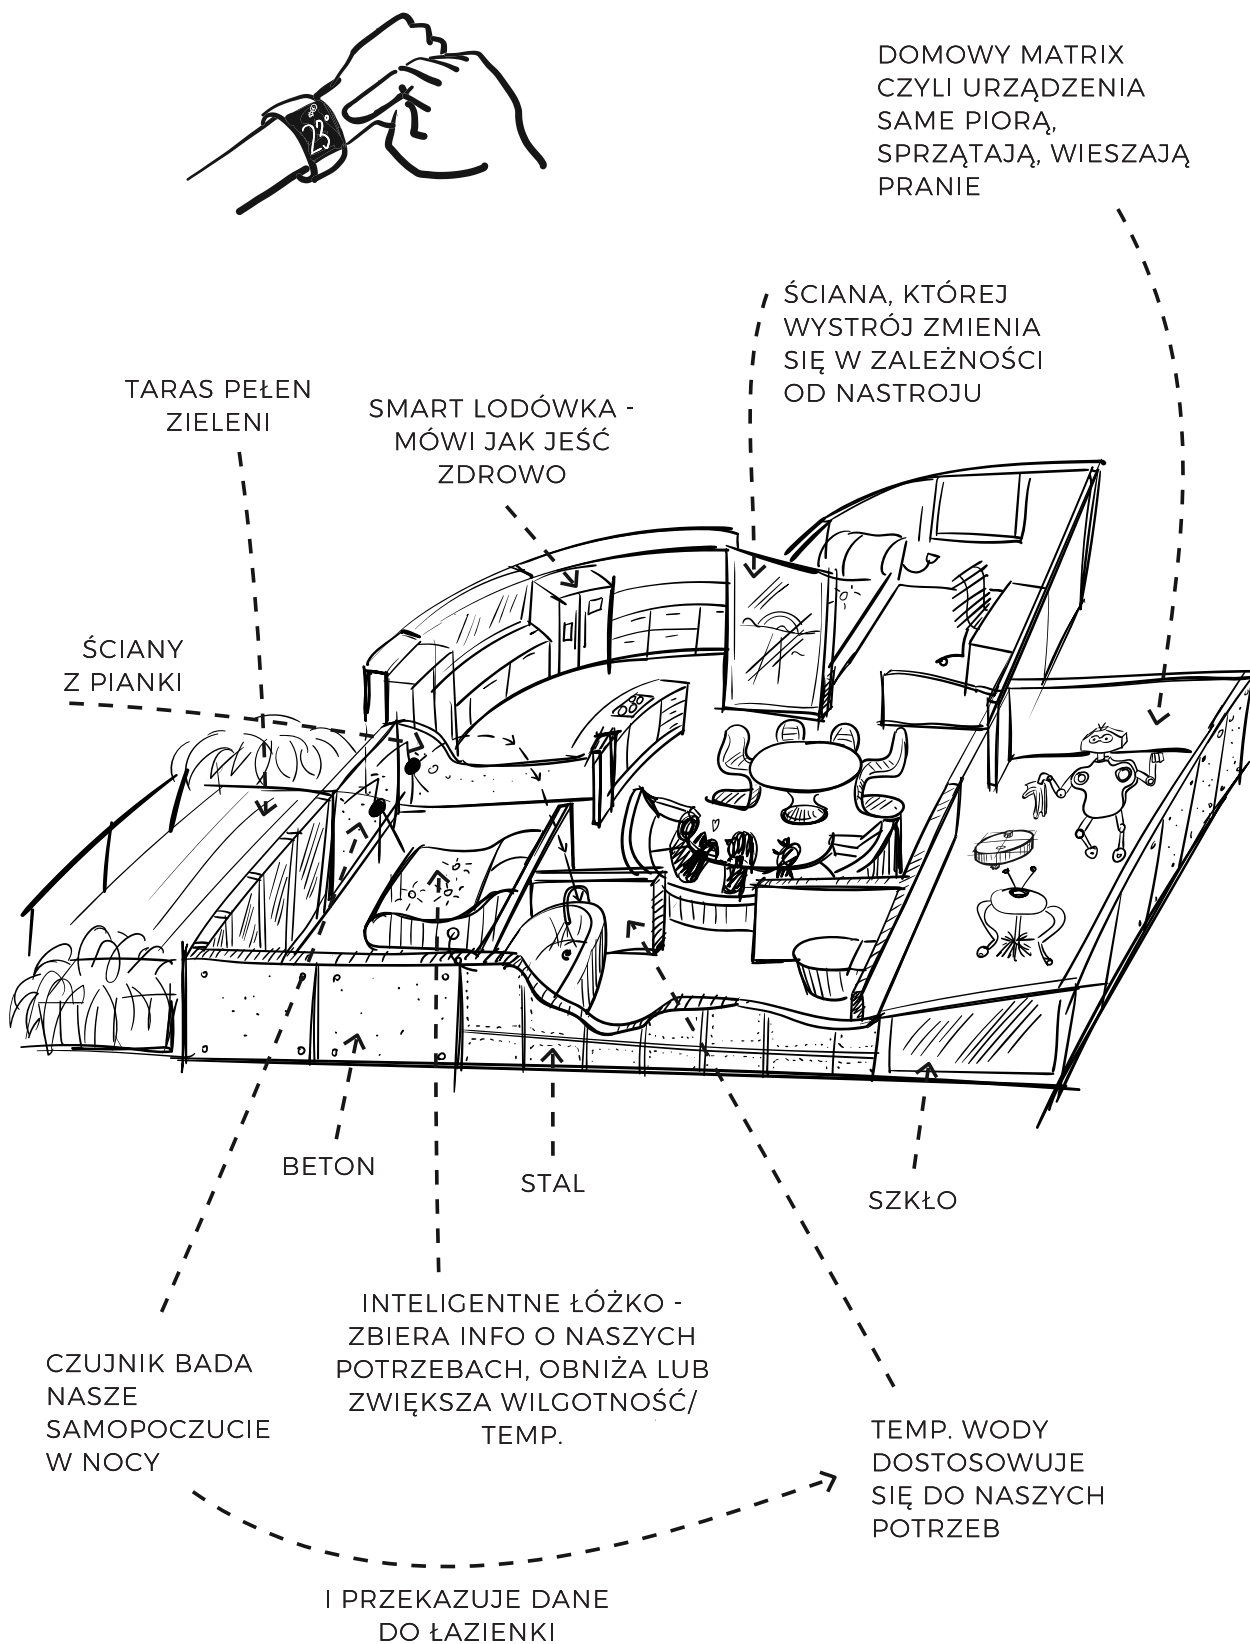 23°
DOMOWY MATRIX
CZYLI URZĄDZENIA
SAME PIORĄ,
SPRZĄTAJĄ, WIESZAJĄ
PRANIE
ŚCIANA, KTÓREJ
WYSTRÓJ ZMIENIA
SIĘ W ZALEŻNOŚCI
OD NASTROJU
TARAS PEŁEN
ZIELENI
SMART LODÓWKA -
MÓWI JAK JEŚĆ
ZDROWO
ŚCIANY
Z PIANKI
BETON
STAL
SZKŁO
INTELIGENTNE ŁÓŻKO -
ZBIERA INFO O NASZYCH
POTRZEBACH, OBNIŻA LUB
ZWIĘKSZA WILGOTNOŚĆ/
TEMP.
CZUJNIK BADA
NASZE
SAMOPOCZUCIE
W NOCY
TEMP. WODY
DOSTOSOWUJE
SIĘ DO NASZYCH
POTRZEB
I PRZEKAZUJE DANE
DO ŁAZIENKI